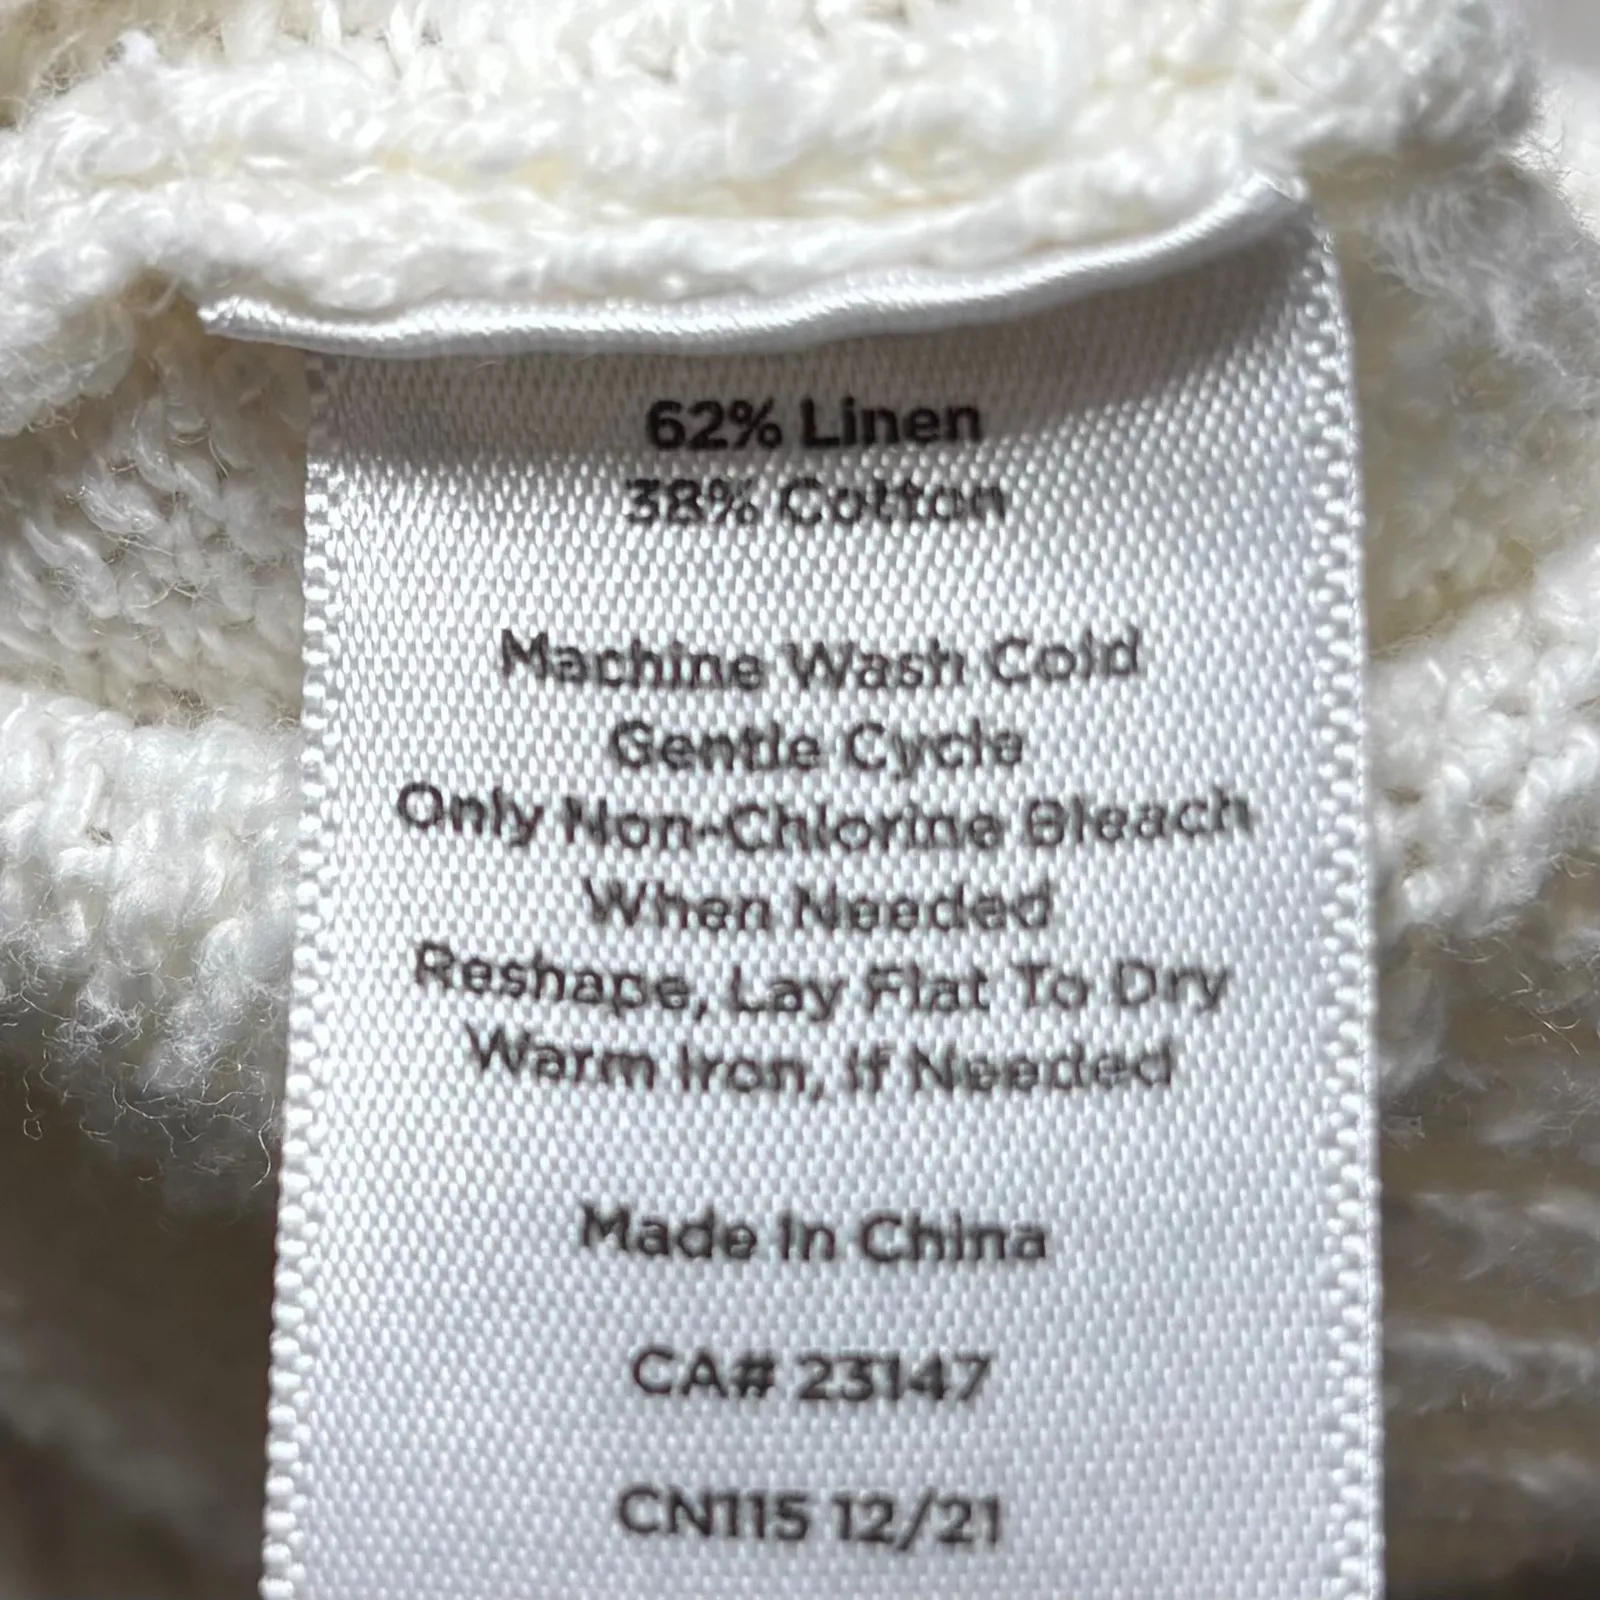 62% Linen
38% Cotton
Machine Wash Cold
Gentle Cycle
Only Non-Chlorine Bleach
When Needed
Reshape, Lay Flat To Dry
Warm Iron, If Needed
Made In China
CA# 23147
CN115 12/21